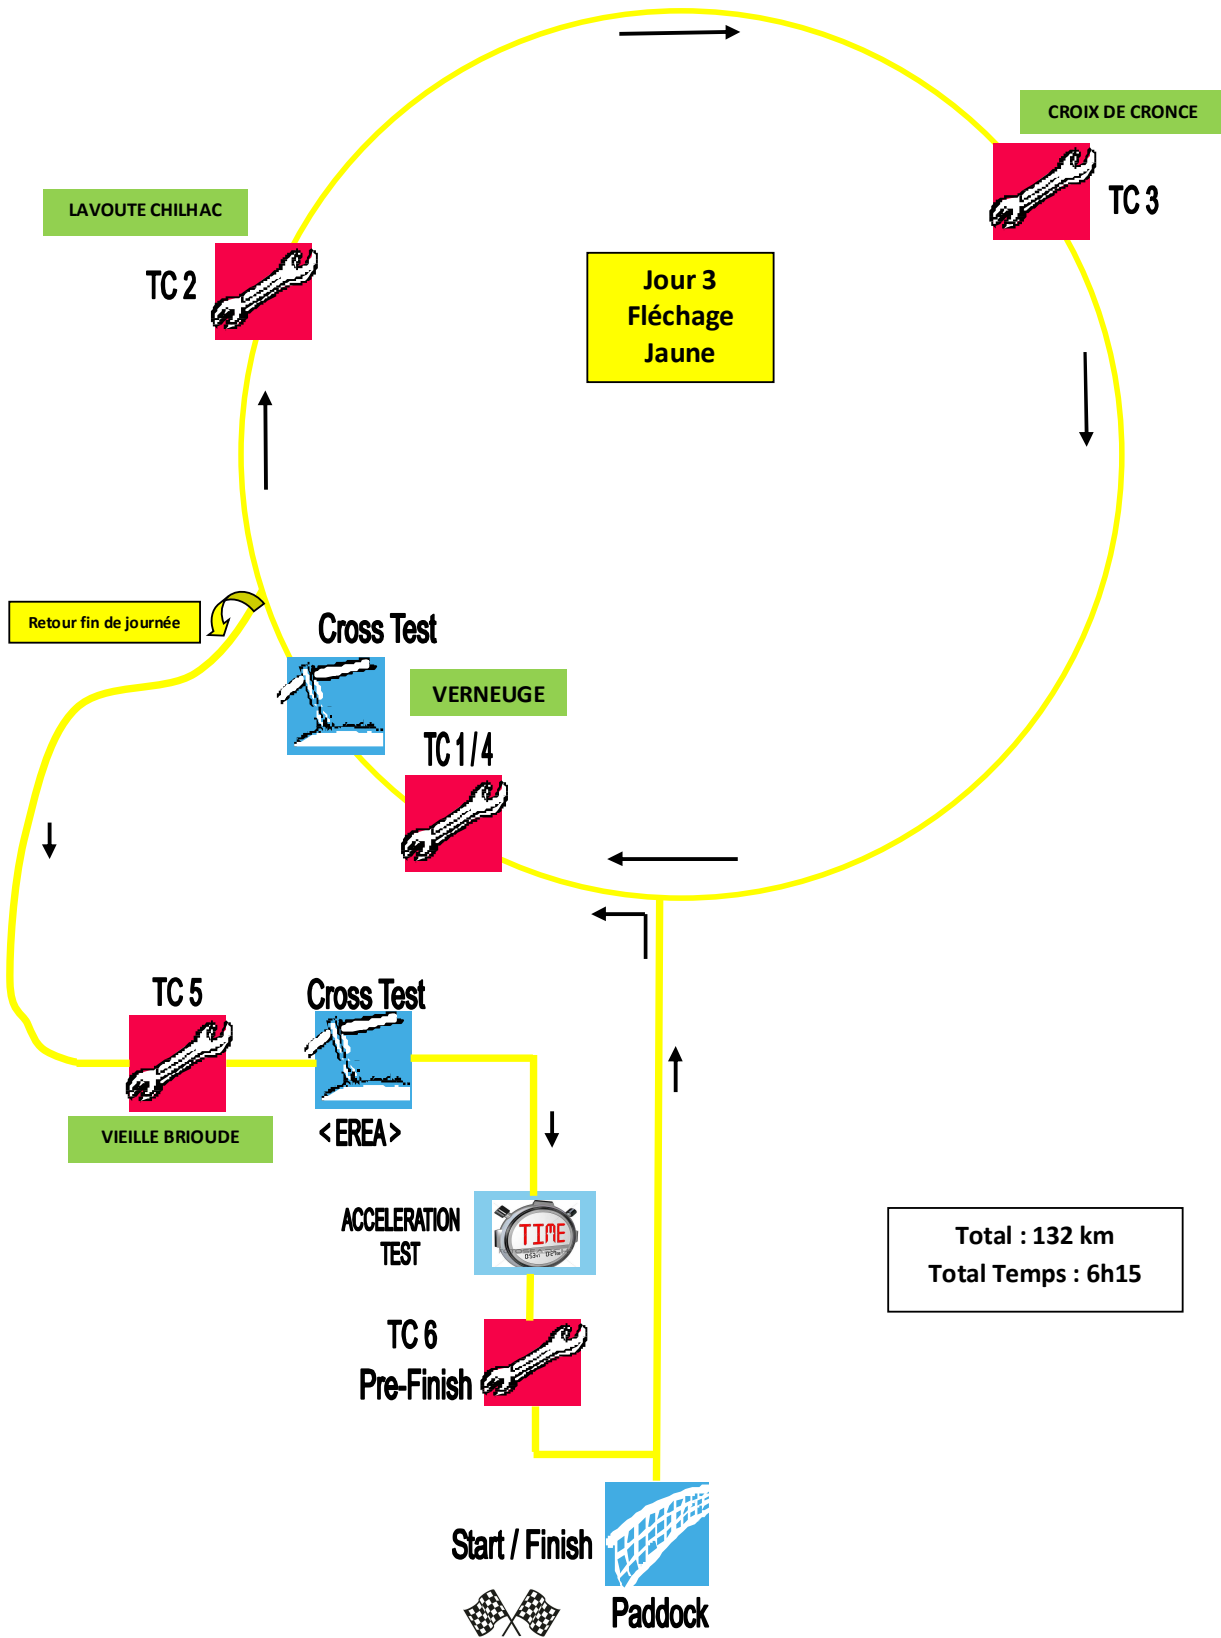 CROIX DE CRONCE
TC 3
LAVOUTE CHILHAC
TC 2
Jour 3
Fléchage
Jaune
Retour fin de journée
Cross Test
VERNEUGE
TC 1 / 4
TC 5
Cross Test
VIEILLE BRIOUDE
< EREA >
ACCELERATION
TEST
TIME
Total : 132 km
Total Temps : 6h15
TC 6
Pre-Finish
Start / Finish
Paddock